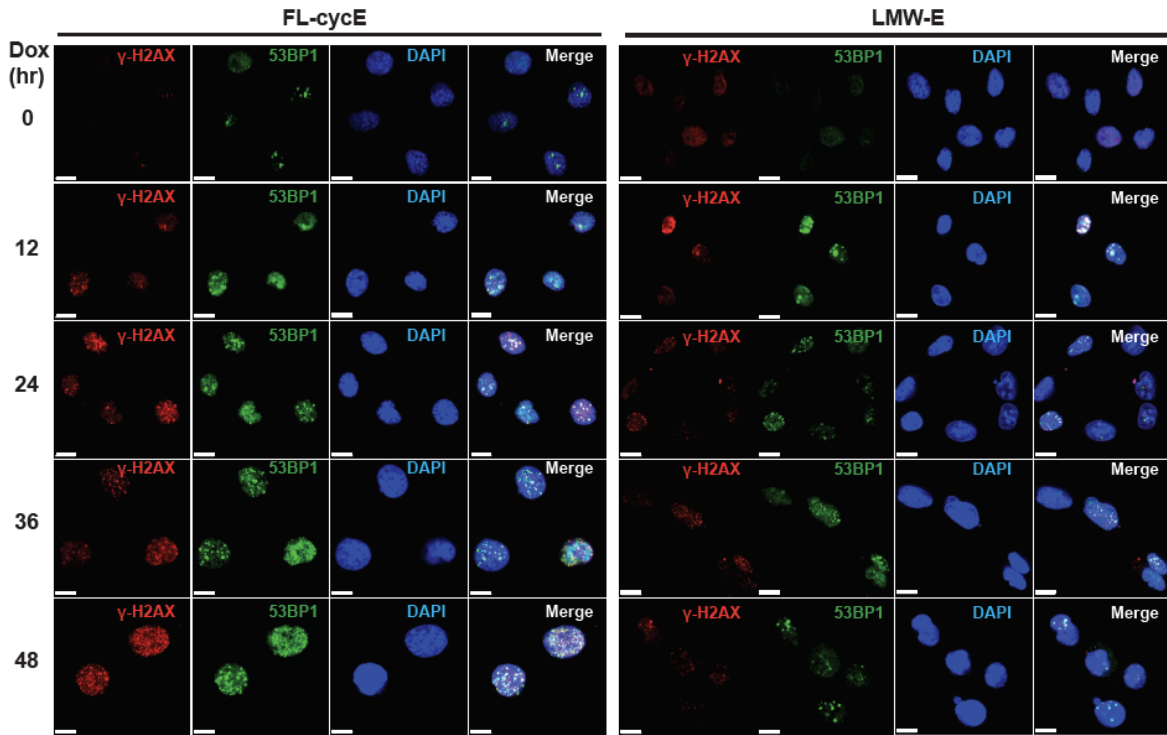 FL-cycE LMW-E
Dox
(hr)
γ-H2AX 53BP1 DAPI Merge γ-H2AX 53BP1 DAPI Merge
0
γ-H2AX 53BP1 DAPI Merge γ-H2AX 53BP1 DAPI Merge
12
γ-H2AX 53BP1 DAPI Merge γ-H2AX 53BP1 DAPI Merge
24
γ-H2AX 53BP1 DAPI Merge γ-H2AX 53BP1 DAPI Merge
36
γ-H2AX 53BP1 DAPI Merge γ-H2AX 53BP1 DAPI Merge
48